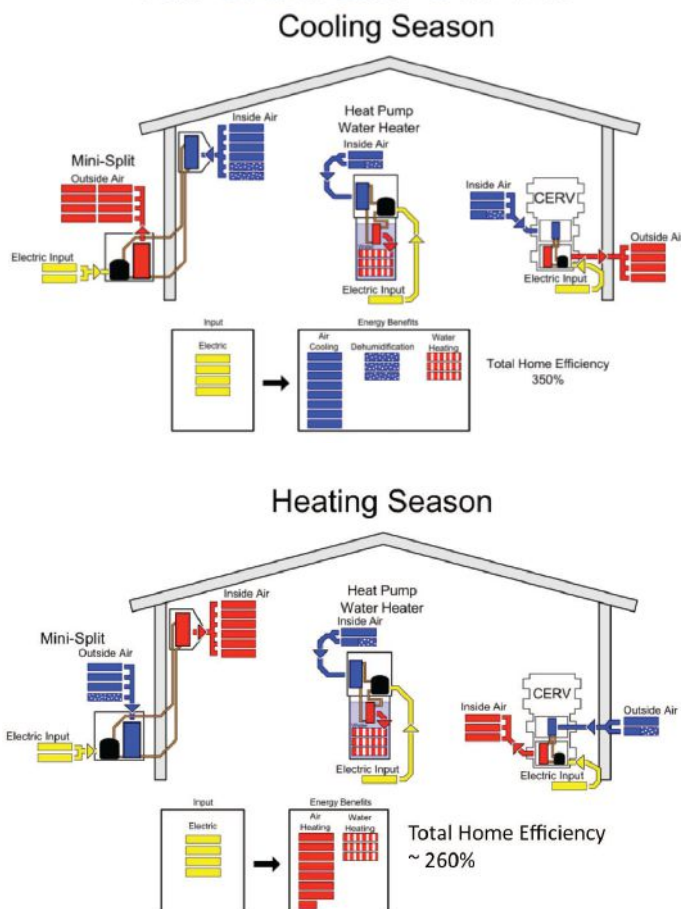 Cooling Season
Inside Air
Heat Pump
Water Heater
Inside Air
Mini-Split
Outside Air
Inside Air
CERV
Outside Air
Electric Input
Electric Input
Electric Input
Input
Energy Benefits
Electric
Air
Cooling
Dehumidification
Water
Heating
Total Home Efficiency
350%
Heating Season
Inside Air
Heat Pump
Water Heater
Inside Air
Mini-Split
Outside Air
CERV
Inside Air
Outside Air
Electric Input
Electric Input
Electric Input
Input
Energy Benefits
Electric
Air
Heating
Water
Heating
Total Home Efficiency
~ 260%